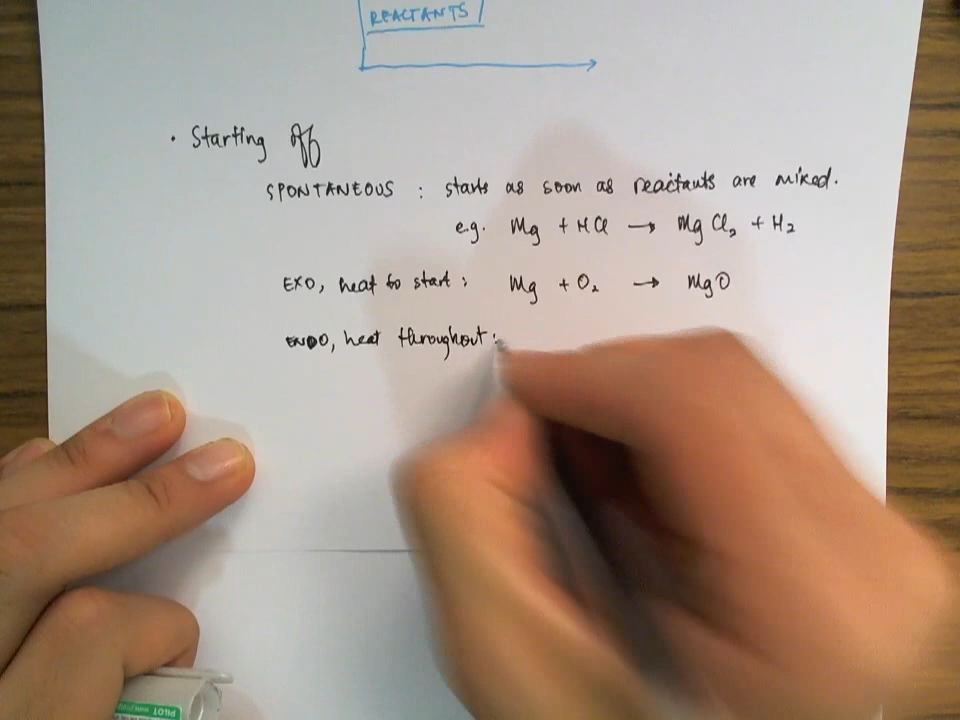 REACTANTS
• Starting off
SPONTANEOUS : starts as soon as reactants are mixed.
e.g. Mg + HCl → MgCl₂ + H₂
EXO, heat to start : Mg + O₂ → MgO
ENDO, heat throughout :
PILOT